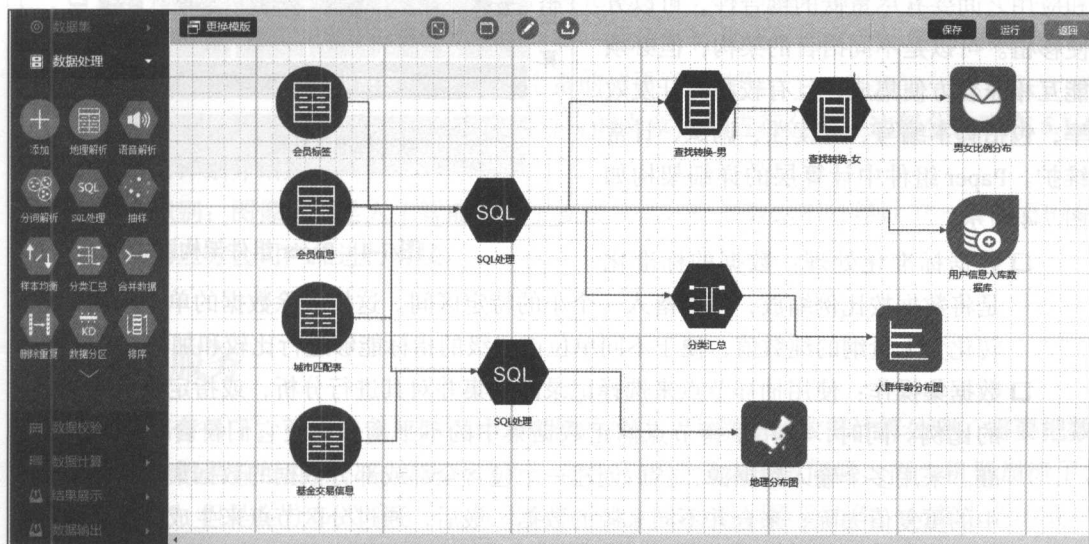 数据集
更换模版
保存
运行
返回
数据处理
添加
地理解析
语音解析
分词解析
SQL
SQL处理
抽样
样本均衡
分类汇总
合并数据
删除重复
KD
数据分区
排序
数据校验
数据计算
结果展示
数据输出
会员标签
会员信息
城市匹配表
基金交易信息
SQL
SQL处理
SQL
SQL处理
查找转换-男
查找转换-女
男女比例分布
用户信息入库数
据库
分类汇总
人群年龄分布图
地理分布图